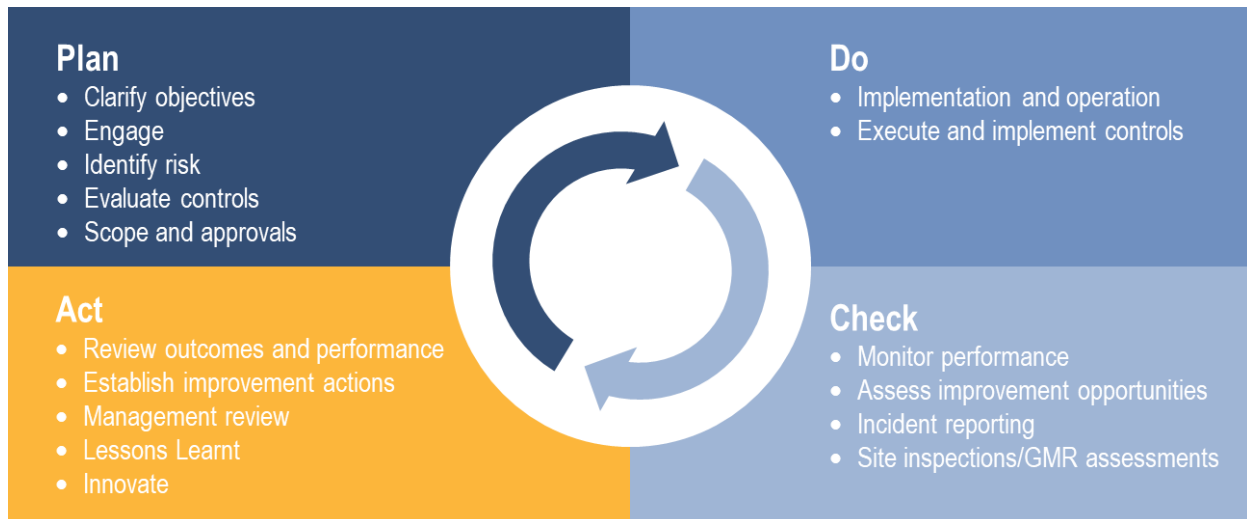 Plan
• Clarify objectives
• Engage
• Identify risk
• Evaluate controls
• Scope and approvals
Do
• Implementation and operation
• Execute and implement controls
Act
• Review outcomes and performance
• Establish improvement actions
• Management review
• Lessons Learnt
• Innovate
Check
• Monitor performance
• Assess improvement opportunities
• Incident reporting
• Site inspections/GMR assessments